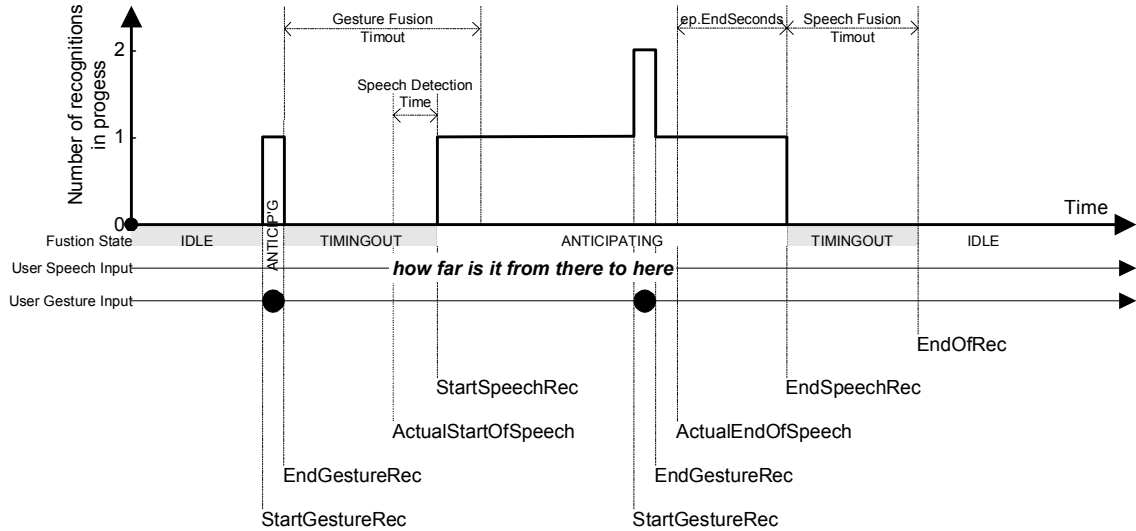 Number of recognitions
in progess
Gesture Fusion
Timout
ep.EndSeconds
Speech Fusion
Timout
2
Speech Detection
Time
1
0
Time
Fustion State
IDLE
ANTICIP'G
TIMINGOUT
ANTICIPATING
TIMINGOUT
IDLE
User Speech Input
how far is it from there to here
User Gesture Input
EndOfRec
StartSpeechRec
EndSpeechRec
ActualStartOfSpeech
ActualEndOfSpeech
EndGestureRec
EndGestureRec
StartGestureRec
StartGestureRec